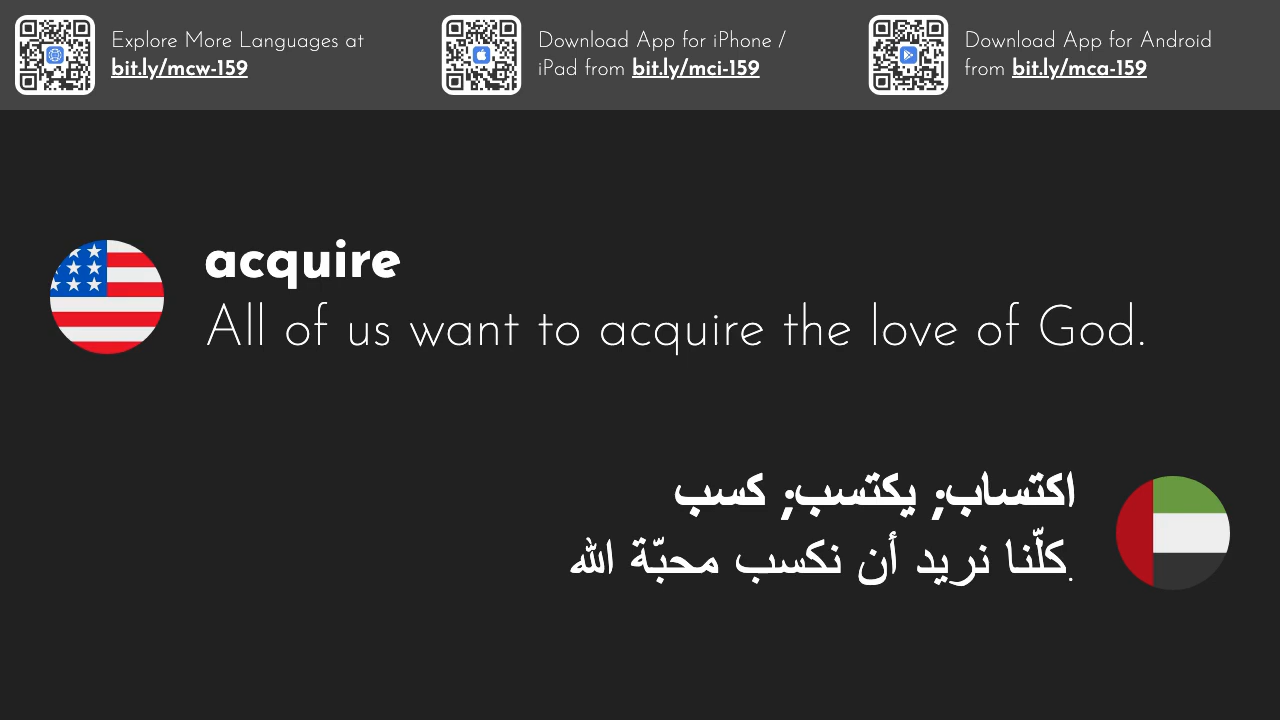 Explore More Languages at
bit.ly/mcw-159
Download App for iPhone /
iPad from bit.ly/mci-159
Download App for Android
from bit.ly/mca-159
acquire
All of us want to acquire the love of God.
اكتساب; يكتسب; كسب
كلّنا نريد أن نكسب محبّة الله.